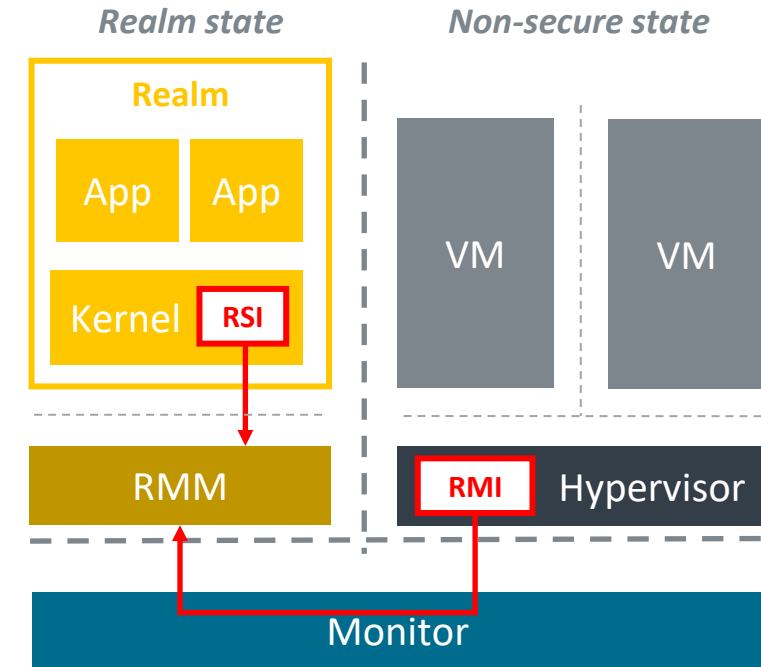 Realm state
Non-secure state
Realm
App
App
Kernel
RSI
VM
VM
RMM
RMI
Hypervisor
Monitor